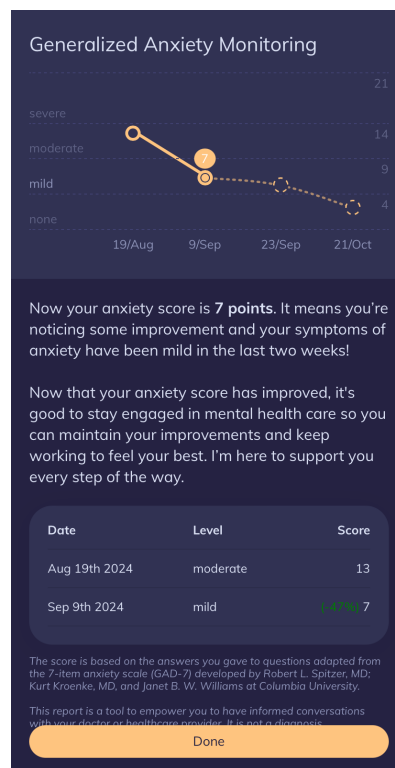 Generalized Anxiety Monitoring
21
severe
14
moderate
7
9
mild
4
none
19/Aug 9/Sep 23/Sep 21/Oct
Now your anxiety score is 7 points. It means you’re
noticing some improvement and your symptoms of
anxiety have been mild in the last two weeks!
Now that your anxiety score has improved, it's
good to stay engaged in mental health care so you
can maintain your improvements and keep
working to feel your best. I’m here to support you
every step of the way.
Date Level Score
Aug 19th 2024 moderate 13
Sep 9th 2024 mild (-47%) 7
The score is based on the answers you gave to questions adapted from
the 7-item anxiety scale (GAD-7) developed by Robert L. Spitzer, MD;
Kurt Kroenke, MD, and Janet B. W. Williams at Columbia University.
This report is a tool to empower you to have informed conversations
with your doctor or healthcare provider. It is not a diagnosis.
Done